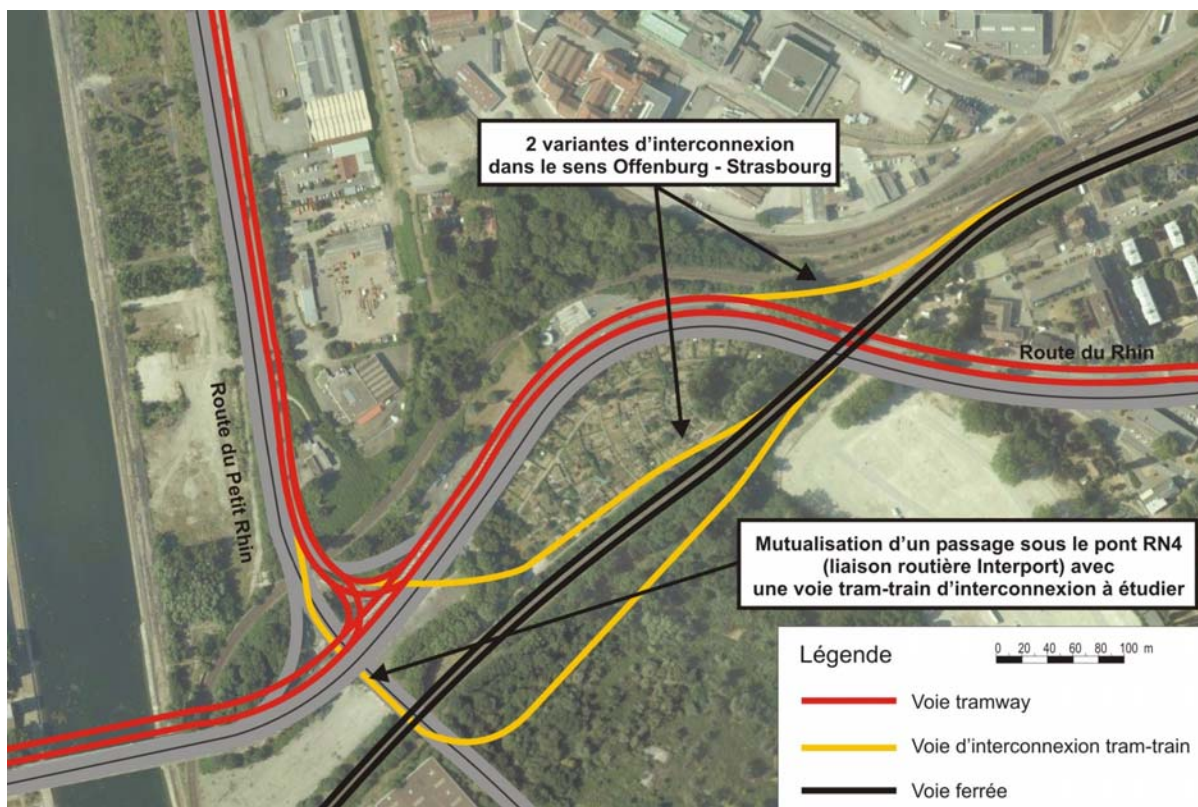 2 variantes d'interconnexion
dans le sens Offenburg - Strasbourg
Route du Rhin
Route du Petit Rhin
Mutualisation d'un passage sous le pont RN4
(liaison routière Interport) avec
une voie tram-train d'interconnexion à étudier
Légende
0 20 40 60 80 100 m
Voie tramway
Voie d'interconnexion tram-train
Voie ferrée